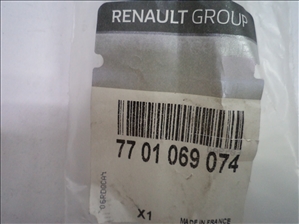 RENAULT GROUP
77 01 069 074
X1
MADE IN FRANCE